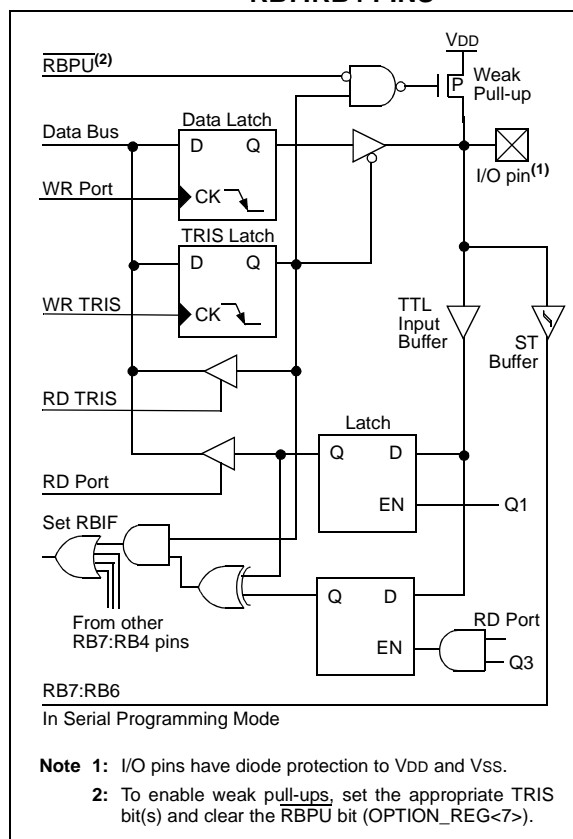 RB7:RB4 PINS
VDD
RBPU(2)
P
Weak
Pull-up
Data Bus
Data Latch
D Q
I/O pin(1)
WR Port
CK
TRIS Latch
D Q
WR TRIS
CK
TTL
Input
Buffer
ST
Buffer
RD TRIS
Latch
Q D
RD Port
EN
Q1
Set RBIF
Q D
RD Port
EN
Q3
From other
RB7:RB4 pins
RB7:RB6
In Serial Programming Mode
Note 1: I/O pins have diode protection to VDD and VSS.
2: To enable weak pull-ups, set the appropriate TRIS
bit(s) and clear the RBPU bit (OPTION_REG<7>).